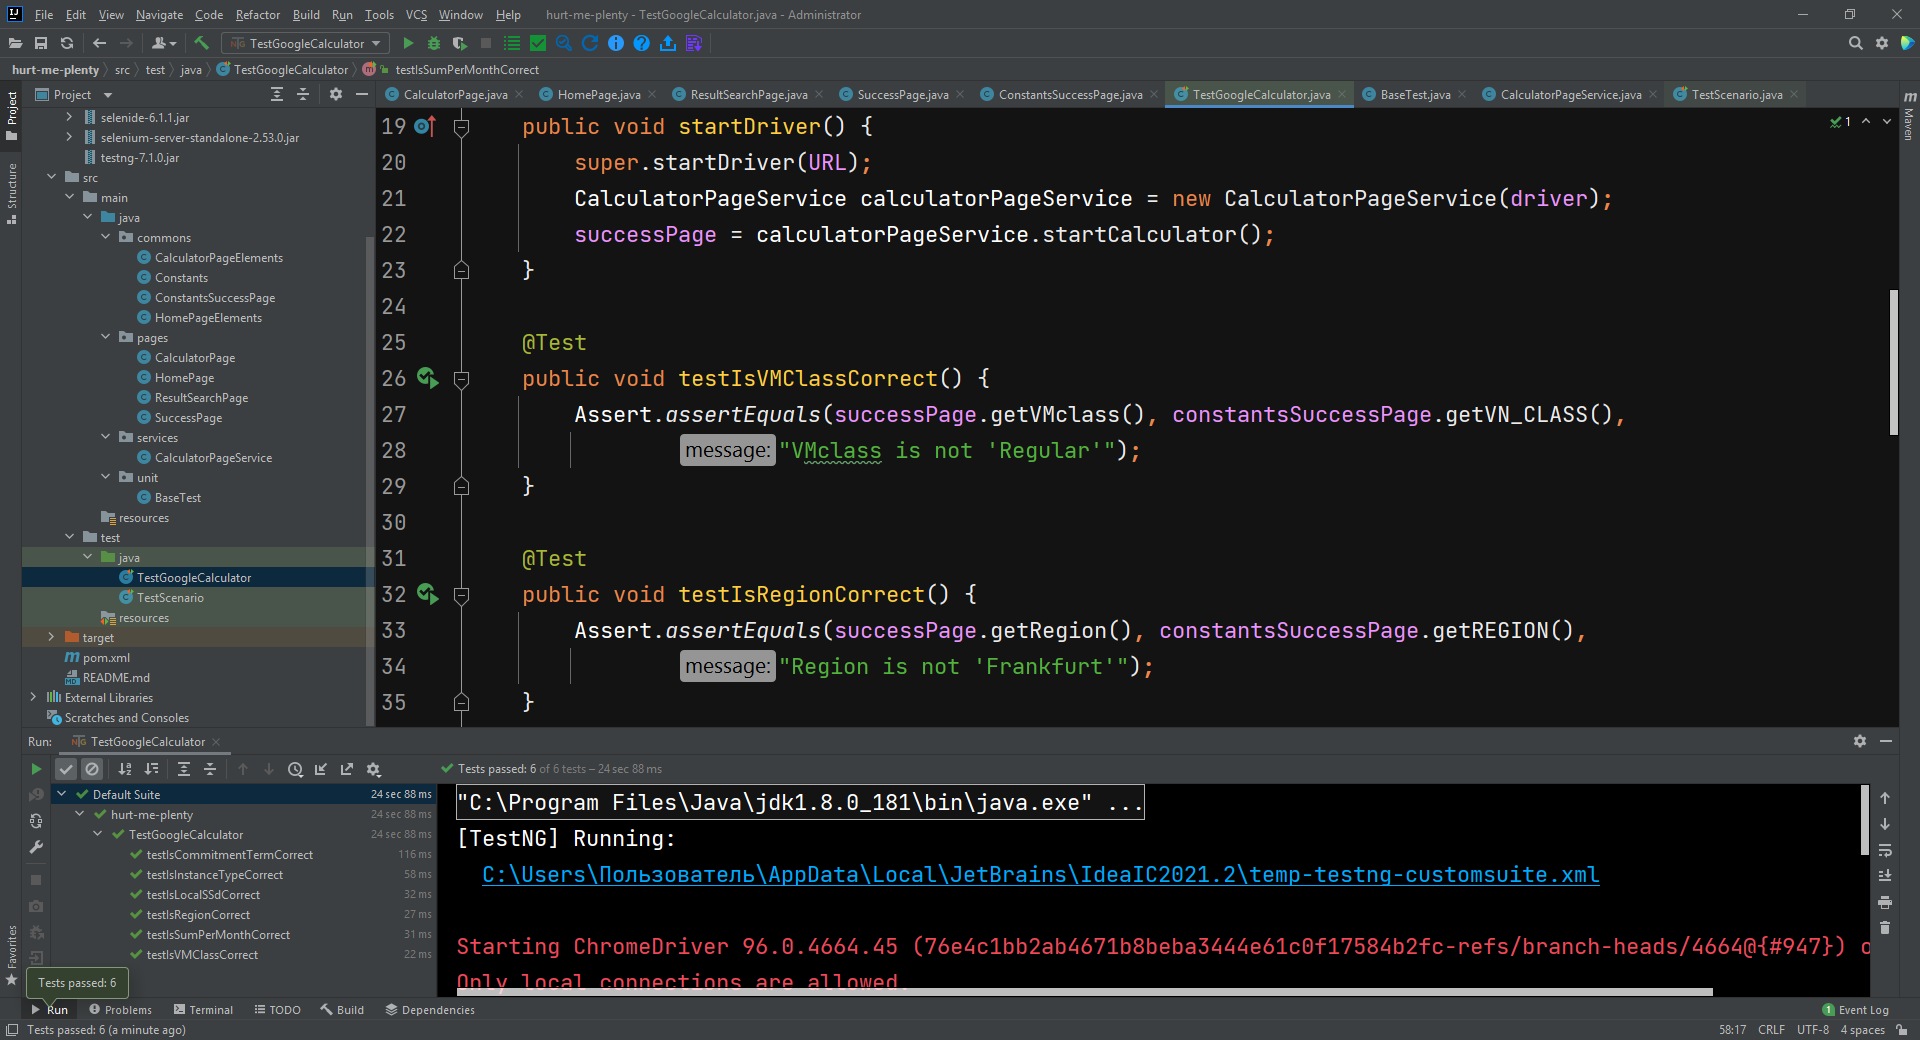 File Edit View Navigate Code Refactor Build Run Tools VCS Window Help hurt-me-plenty - TestGoogleCalculator.java - Administrator
TestGoogleCalculator
hurt-me-plenty src test java TestGoogleCalculator testIsSumPerMonthCorrect
Project
CalculatorPage.java HomePage.java ResultSearchPage.java SuccessPage.java ConstantsSuccessPage.java TestGoogleCalculator.java BaseTest.java CalculatorPageService.java TestScenario.java
Project
Structure
Favorites
Maven
selenide-6.1.1.jar
selenium-server-standalone-2.53.0.jar
testng-7.1.0.jar
src
main
java
commons
CalculatorPageElements
Constants
ConstantsSuccessPage
HomePageElements
pages
CalculatorPage
HomePage
ResultSearchPage
SuccessPage
services
CalculatorPageService
unit
BaseTest
resources
test
java
TestGoogleCalculator
TestScenario
resources
target
pom.xml
README.md
External Libraries
Scratches and Consoles
1
19 public void startDriver() {
20 super.startDriver(URL);
21 CalculatorPageService calculatorPageService = new CalculatorPageService(driver);
22 successPage = calculatorPageService.startCalculator();
23 }
24
25 @Test
26 public void testIsVMClassCorrect() {
27 Assert.assertEquals(successPage.getVMclass(), constantsSuccessPage.getVN_CLASS(),
28 message: "VMclass is not 'Regular'");
29 }
30
31 @Test
32 public void testIsRegionCorrect() {
33 Assert.assertEquals(successPage.getRegion(), constantsSuccessPage.getREGION(),
34 message: "Region is not 'Frankfurt'");
35 }
Run: TestGoogleCalculator
Tests passed: 6 of 6 tests – 24 sec 88 ms
Default Suite 24 sec 88 ms
hurt-me-plenty 24 sec 88 ms
TestGoogleCalculator 24 sec 88 ms
testIsCommitmentTermCorrect 116 ms
testIsInstanceTypeCorrect 58 ms
testIsLocalSSdCorrect 32 ms
testIsRegionCorrect 27 ms
testIsSumPerMonthCorrect 31 ms
testIsVMClassCorrect 22 ms
"C:\Program Files\Java\jdk1.8.0_181\bin\java.exe" ...
[TestNG] Running:
C:\Users\Пользователь\AppData\Local\JetBrains\IdeaIC2021.2\temp-testng-customsuite.xml
Starting ChromeDriver 96.0.4664.45 (76e4c1bb2ab4671b8beba3444e61c0f17584b2fc-refs/branch-heads/4664@{#947}) o
Only local connections are allowed.
Tests passed: 6
Run Problems Terminal TODO Build Dependencies 1 Event Log
Tests passed: 6 (a minute ago) 58:17 CRLF UTF-8 4 spaces